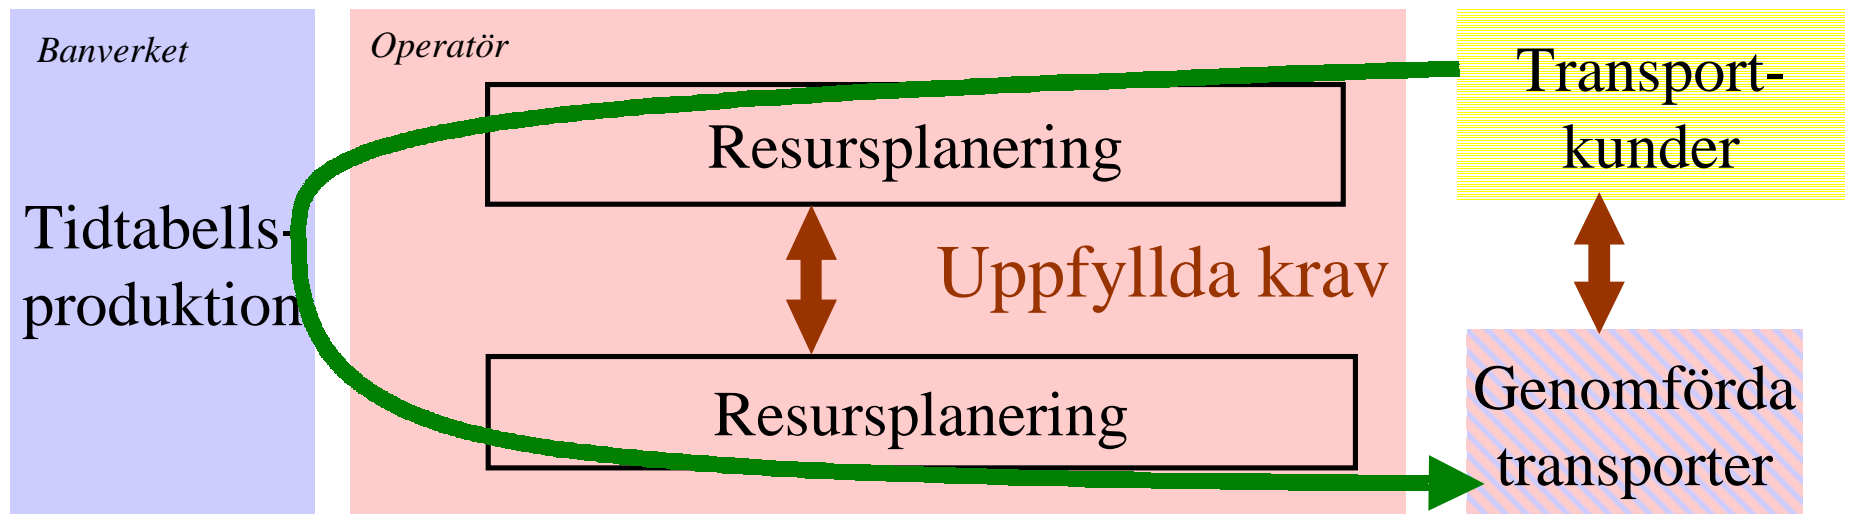 Banverket
Tidtabells-
produktion
Operatör
Resursplanering
Uppfyllda krav
Resursplanering
Transport-
kunder
Genomförda
transporter